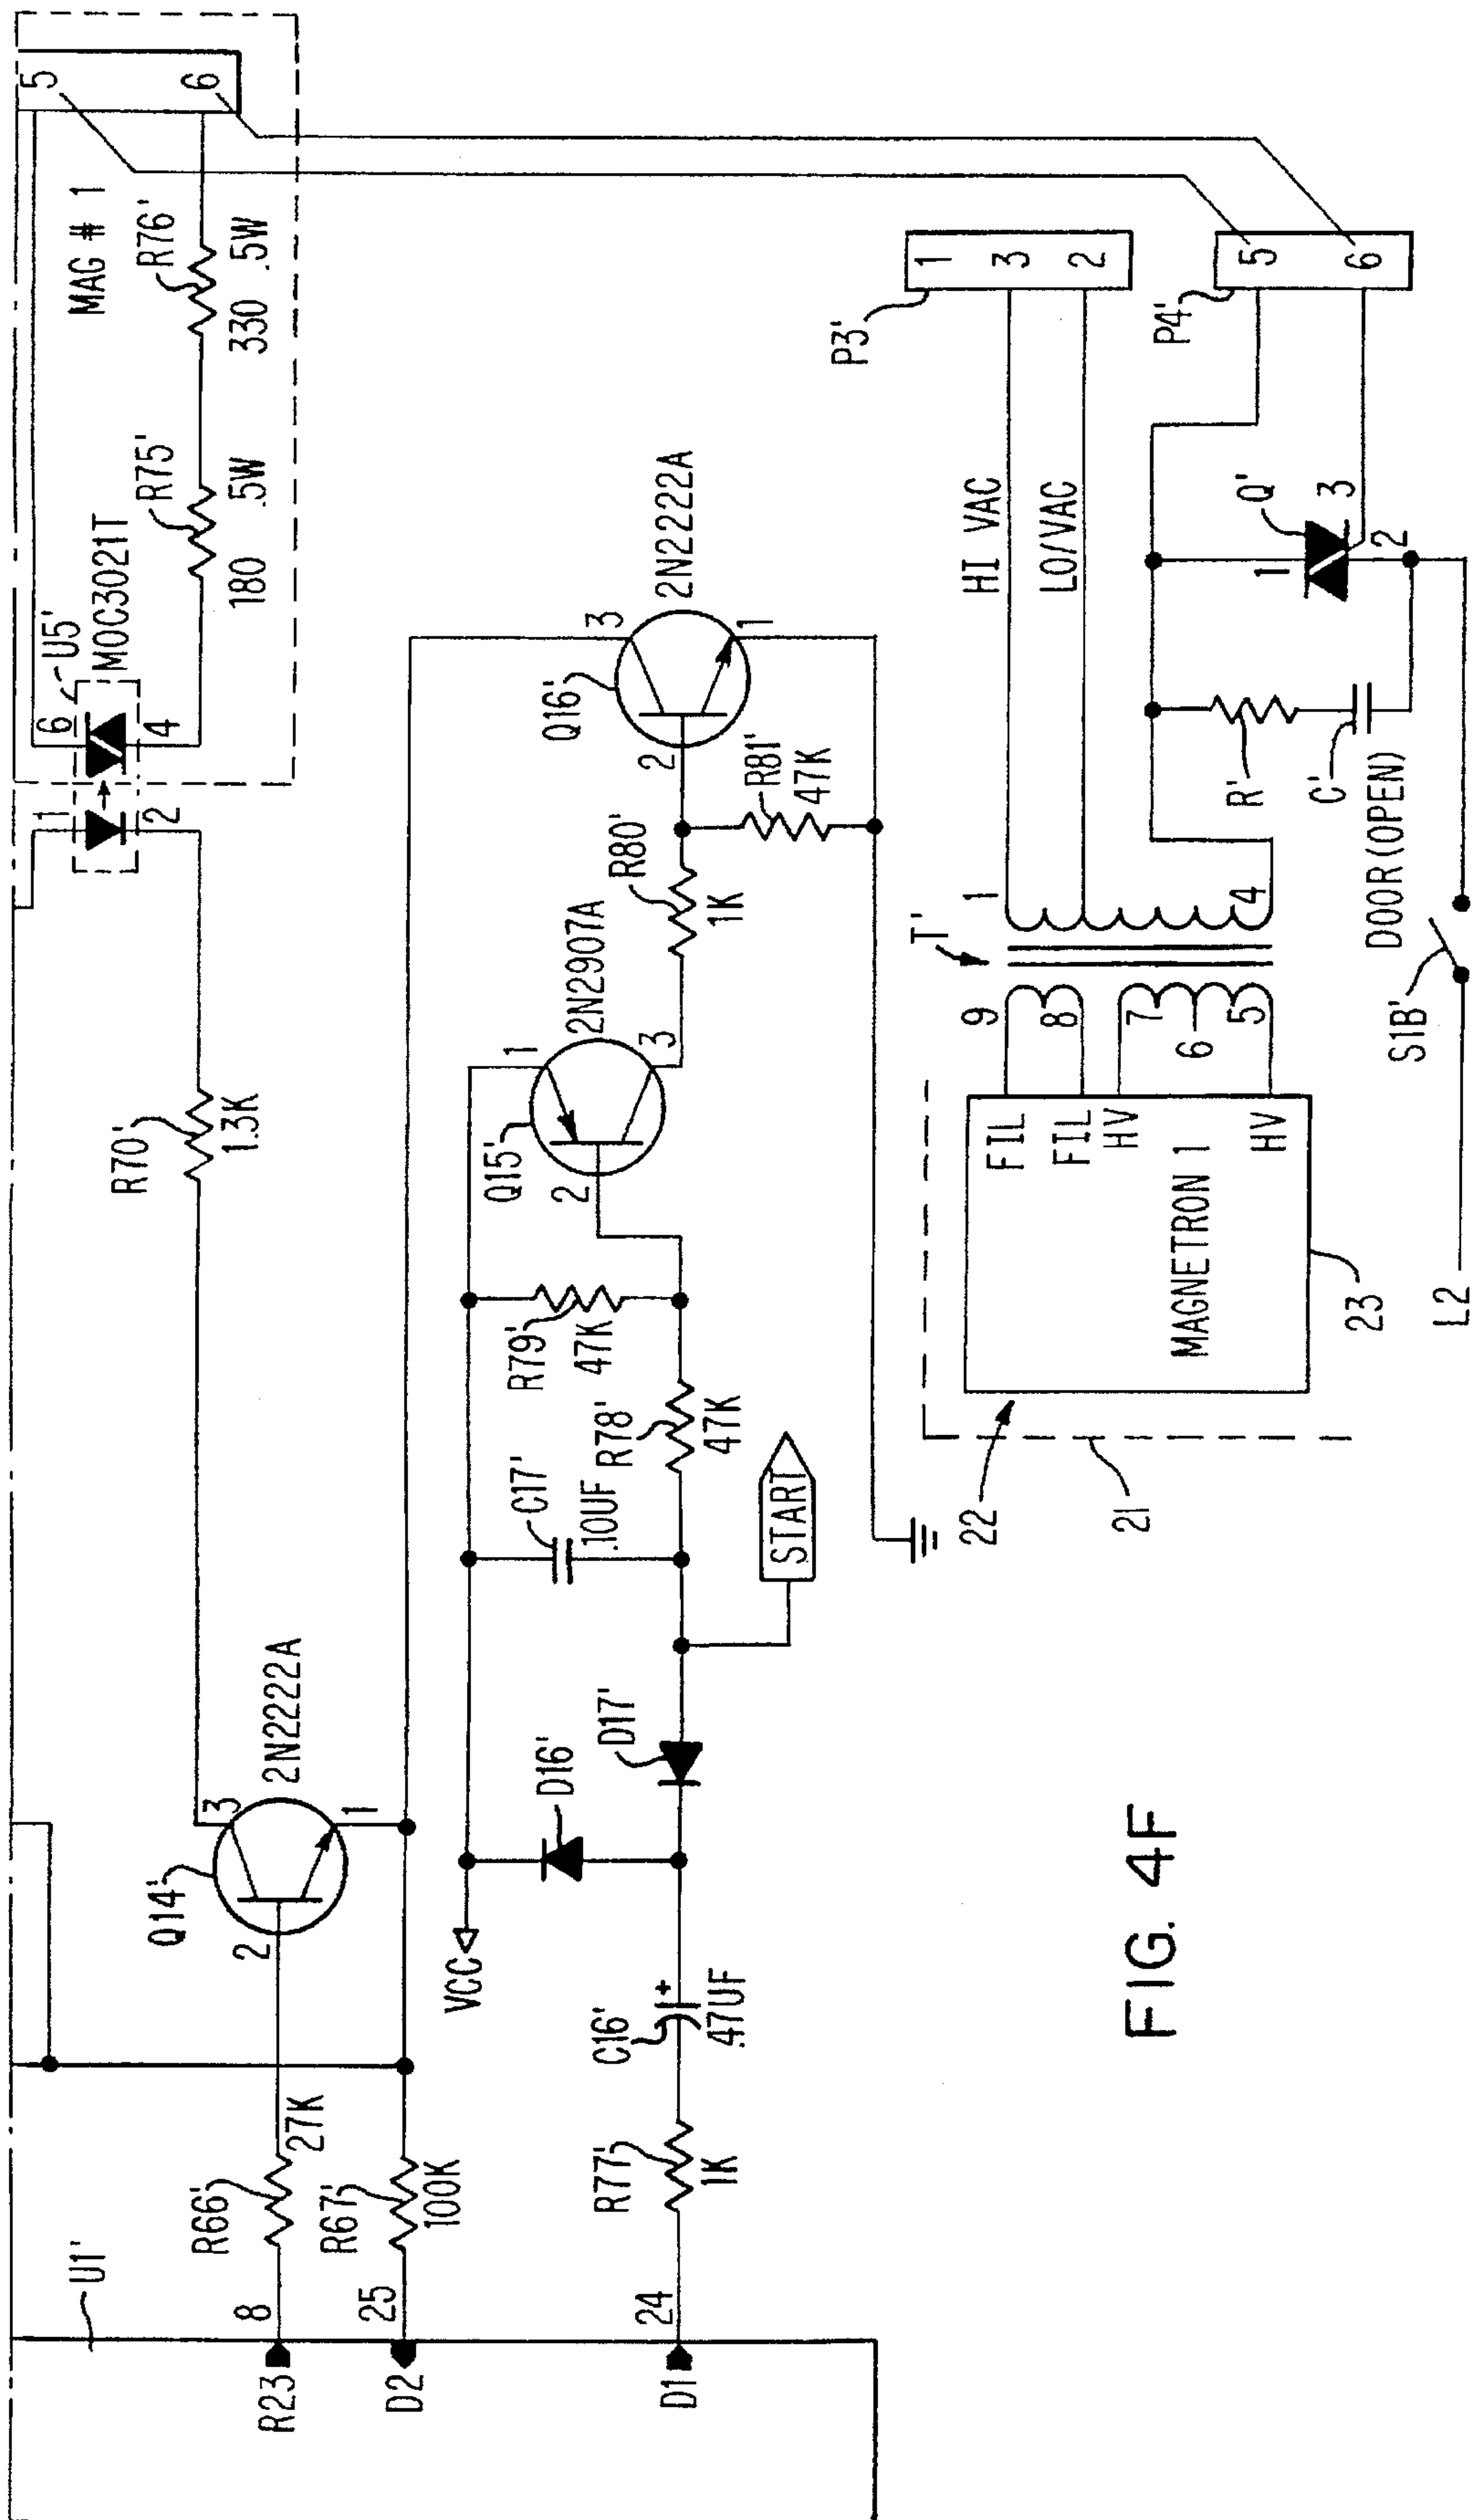 U1'
R23
8
R66'
27K
D2
25
R67'
100K
D1
24
R77'
1K
C16'
+
.47UF
VCC
D16'
D17'
START
C17'
.10UF
R78'
47K
R79'
47K
Q14'
2N2222A
2
3
1
R70'
1.3K
Q15'
2N2907A
2
1
3
R80'
1K
R81'
47K
Q16'
2N2222A
2
3
1
U5'
MOC3021T
1
2
6
4
R75'
180 .5W
R76'
330 .5W
MAG # 1
5
6
P3'
1
3
2
HI VAC
LO/VAC
P4'
5
6
T'
1
4
9
8
7
6
5
FIL
FIL
HV
HV
MAGNETRON 1
22
21
23
R'
C'
Q'
1
3
2
DOOR(OPEN)
S1B'
L2
FIG. 4F